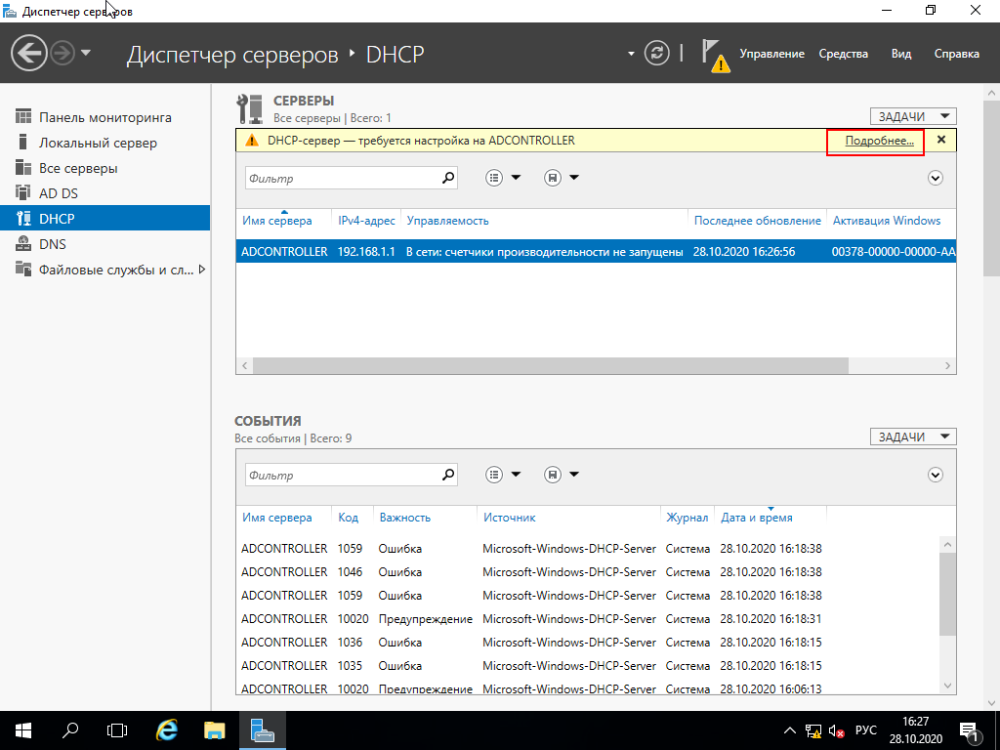 Диспетчер серверов
Диспетчер серверов ‣ DHCP
Управление Средства Вид Справка
Панель мониторинга
Локальный сервер
Все серверы
AD DS
DHCP
DNS
Файловые службы и сл...
СЕРВЕРЫ
Все серверы | Всего: 1
ЗАДАЧИ
DHCP-сервер — требуется настройка на ADCONTROLLER Подробнее...
Фильтр
Имя сервера IPv4-адрес Управляемость Последнее обновление Активация Windows
ADCONTROLLER 192.168.1.1 В сети: счетчики производительности не запущены 28.10.2020 16:26:56 00378-00000-00000-AA
СОБЫТИЯ
Все события | Всего: 9
ЗАДАЧИ
Фильтр
Имя сервера Код Важность Источник Журнал Дата и время
ADCONTROLLER 1059 Ошибка Microsoft-Windows-DHCP-Server Система 28.10.2020 16:18:38
ADCONTROLLER 1046 Ошибка Microsoft-Windows-DHCP-Server Система 28.10.2020 16:18:38
ADCONTROLLER 1059 Ошибка Microsoft-Windows-DHCP-Server Система 28.10.2020 16:18:38
ADCONTROLLER 10020 Предупреждение Microsoft-Windows-DHCP-Server Система 28.10.2020 16:18:31
ADCONTROLLER 1036 Ошибка Microsoft-Windows-DHCP-Server Система 28.10.2020 16:18:15
ADCONTROLLER 1035 Ошибка Microsoft-Windows-DHCP-Server Система 28.10.2020 16:18:15
ADCONTROLLER 10020 Предупреждение Microsoft-Windows-DHCP-Server Система 28.10.2020 16:06:13
РУС
16:27
28.10.2020
1